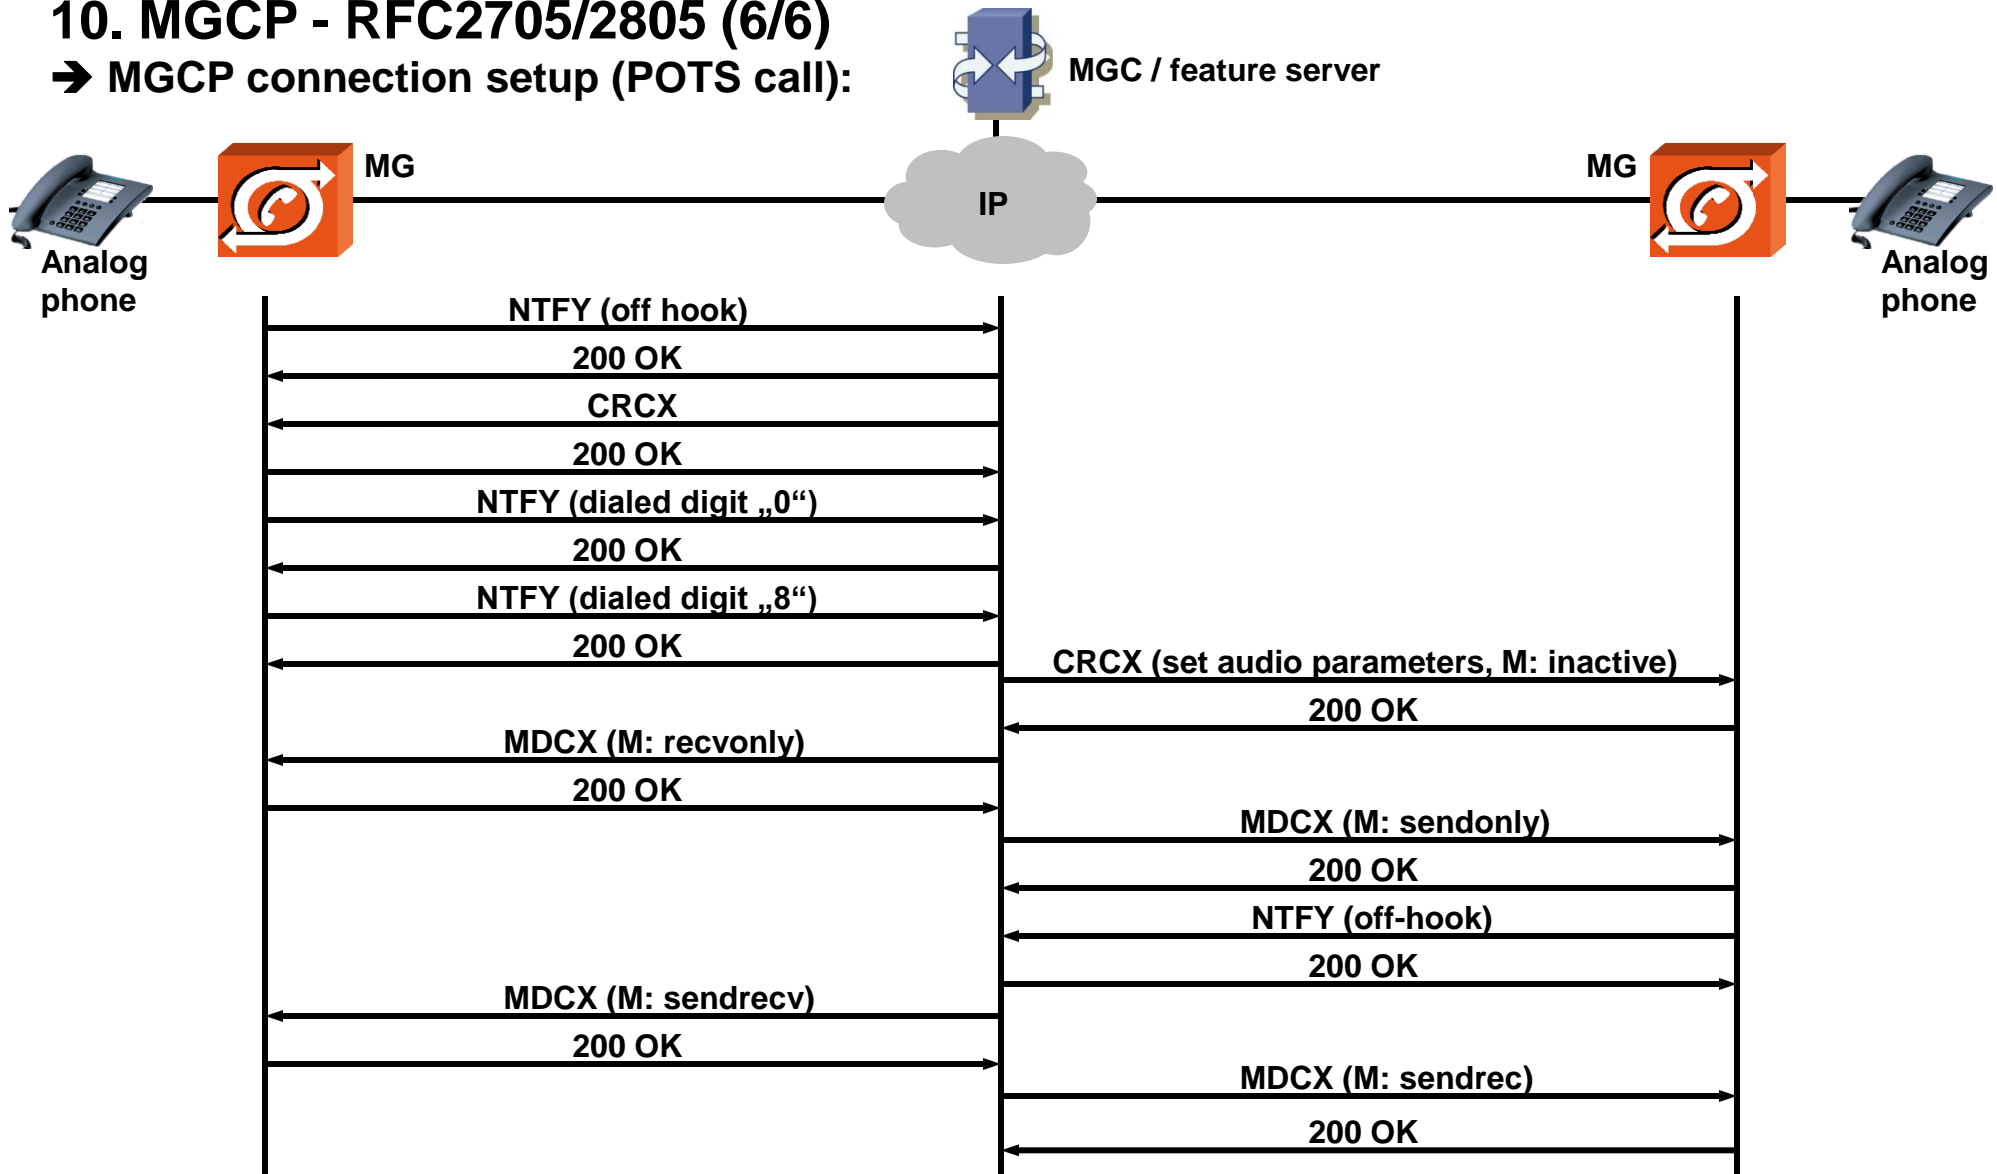 10. MGCP - RFC2705/2805 (6/6)
➔ MGCP connection setup (POTS call):
MGC / feature server
MG
MG
IP
Analog
phone
Analog
phone
NTFY (off hook)
200 OK
CRCX
200 OK
NTFY (dialed digit „0“)
200 OK
NTFY (dialed digit „8“)
200 OK
CRCX (set audio parameters, M: inactive)
200 OK
MDCX (M: recvonly)
200 OK
MDCX (M: sendonly)
200 OK
NTFY (off-hook)
200 OK
MDCX (M: sendrecv)
200 OK
MDCX (M: sendrec)
200 OK